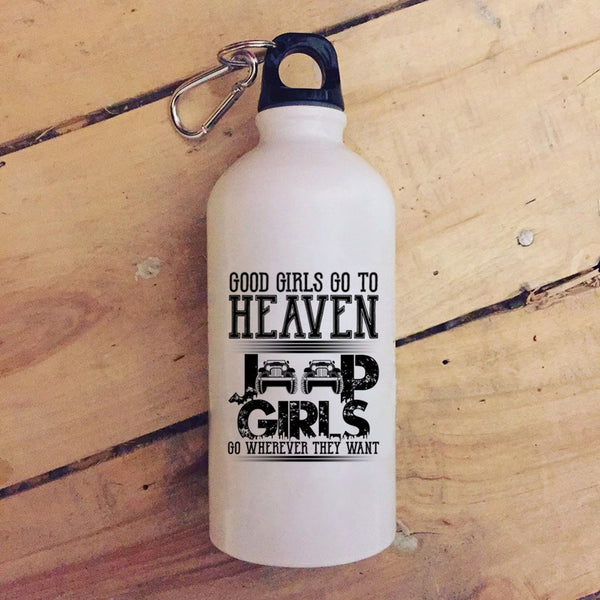 GOOD GIRLS GO TO
HEAVEN
JEEP
GIRLS
GO WHEREVER THEY WANT